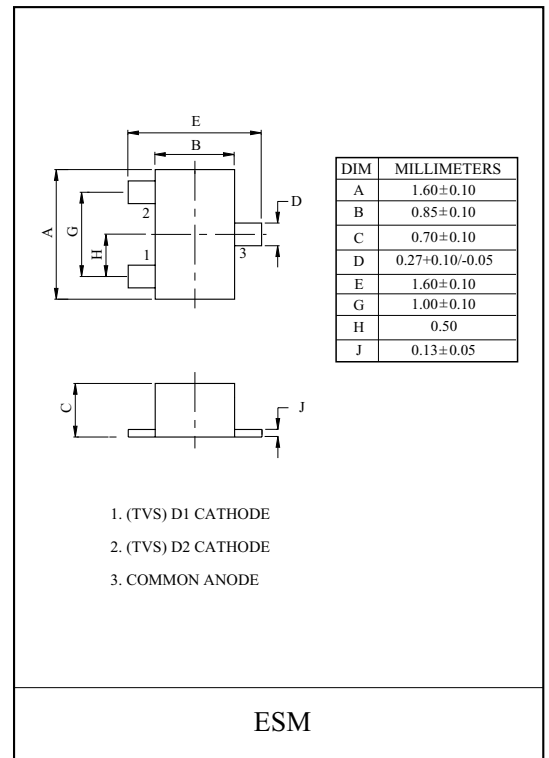 E
B
D
A
G
H
2
1
3
DIM MILLIMETERS
A 1.60±0.10
B 0.85±0.10
C 0.70±0.10
D 0.27+0.10/-0.05
E 1.60±0.10
G 1.00±0.10
H 0.50
J 0.13±0.05
C
J
1. (TVS) D1 CATHODE
2. (TVS) D2 CATHODE
3. COMMON ANODE
ESM